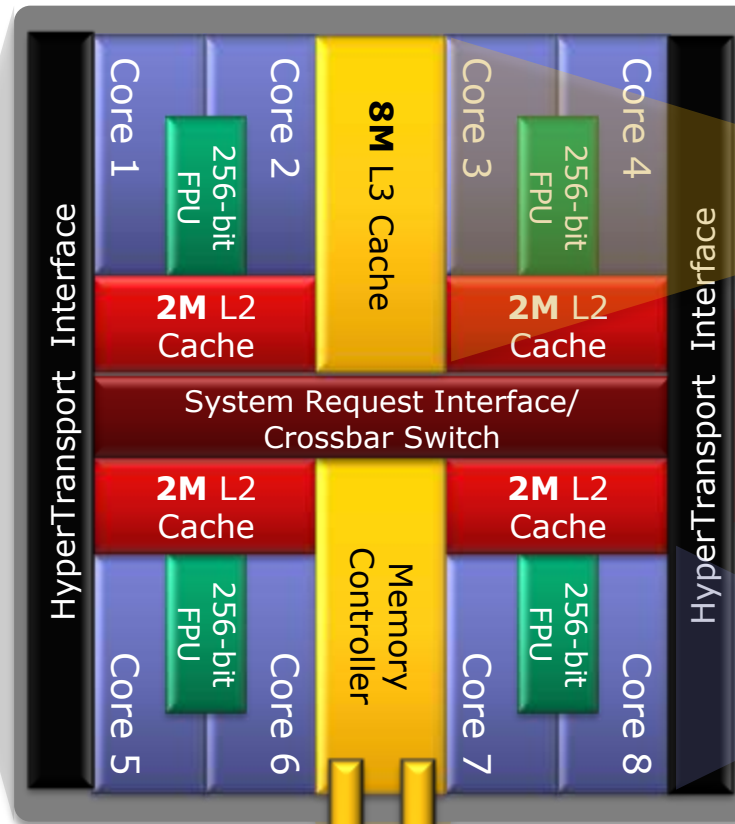 HyperTransport Interface
Core 1
256-bit
FPU
Core 2
2M L2
Cache
8M L3 Cache
Core 3
256-bit
FPU
Core 4
2M L2
Cache
HyperTransport Interface
System Request Interface/
Crossbar Switch
2M L2
Cache
Core 5
256-bit
FPU
Core 6
Memory
Controller
2M L2
Cache
Core 7
256-bit
FPU
Core 8